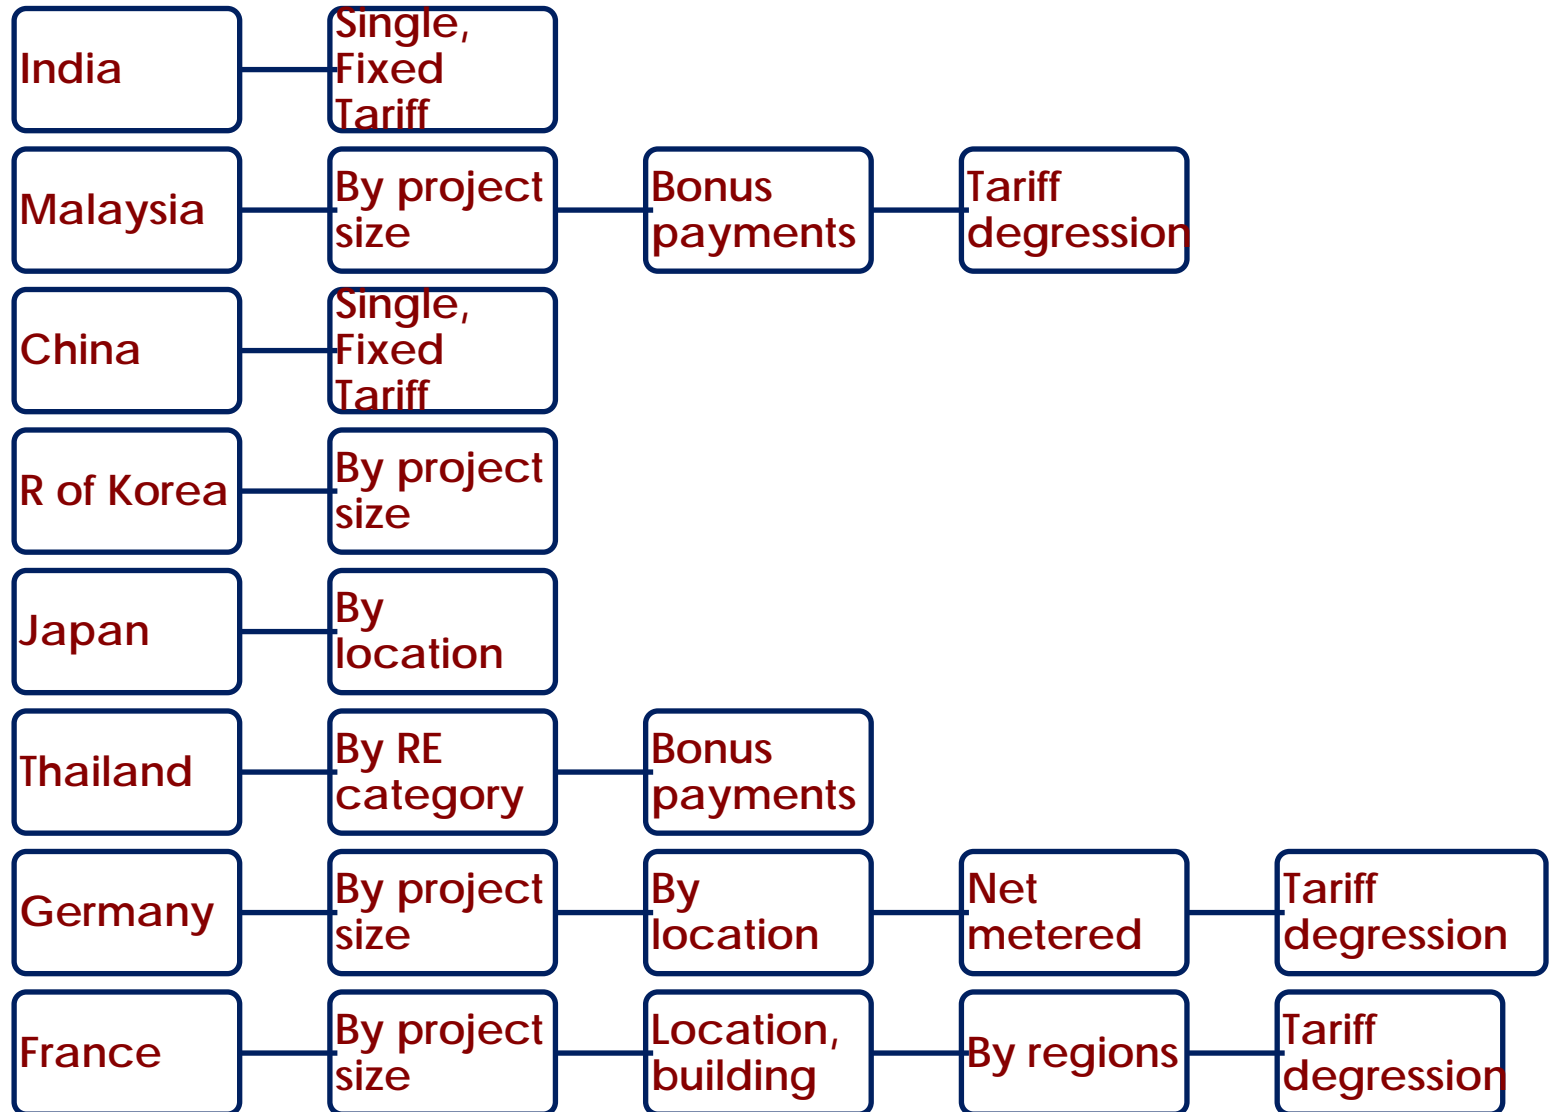 India
Single,
Fixed
Tariff
Malaysia
By project
size
Bonus
payments
Tariff
degression
China
Single,
Fixed
Tariff
R of Korea
By project
size
Japan
By
location
Thailand
By RE
category
Bonus
payments
Germany
By project
size
By
location
Net
metered
Tariff
degression
France
By project
size
Location,
building
By regions
Tariff
degression